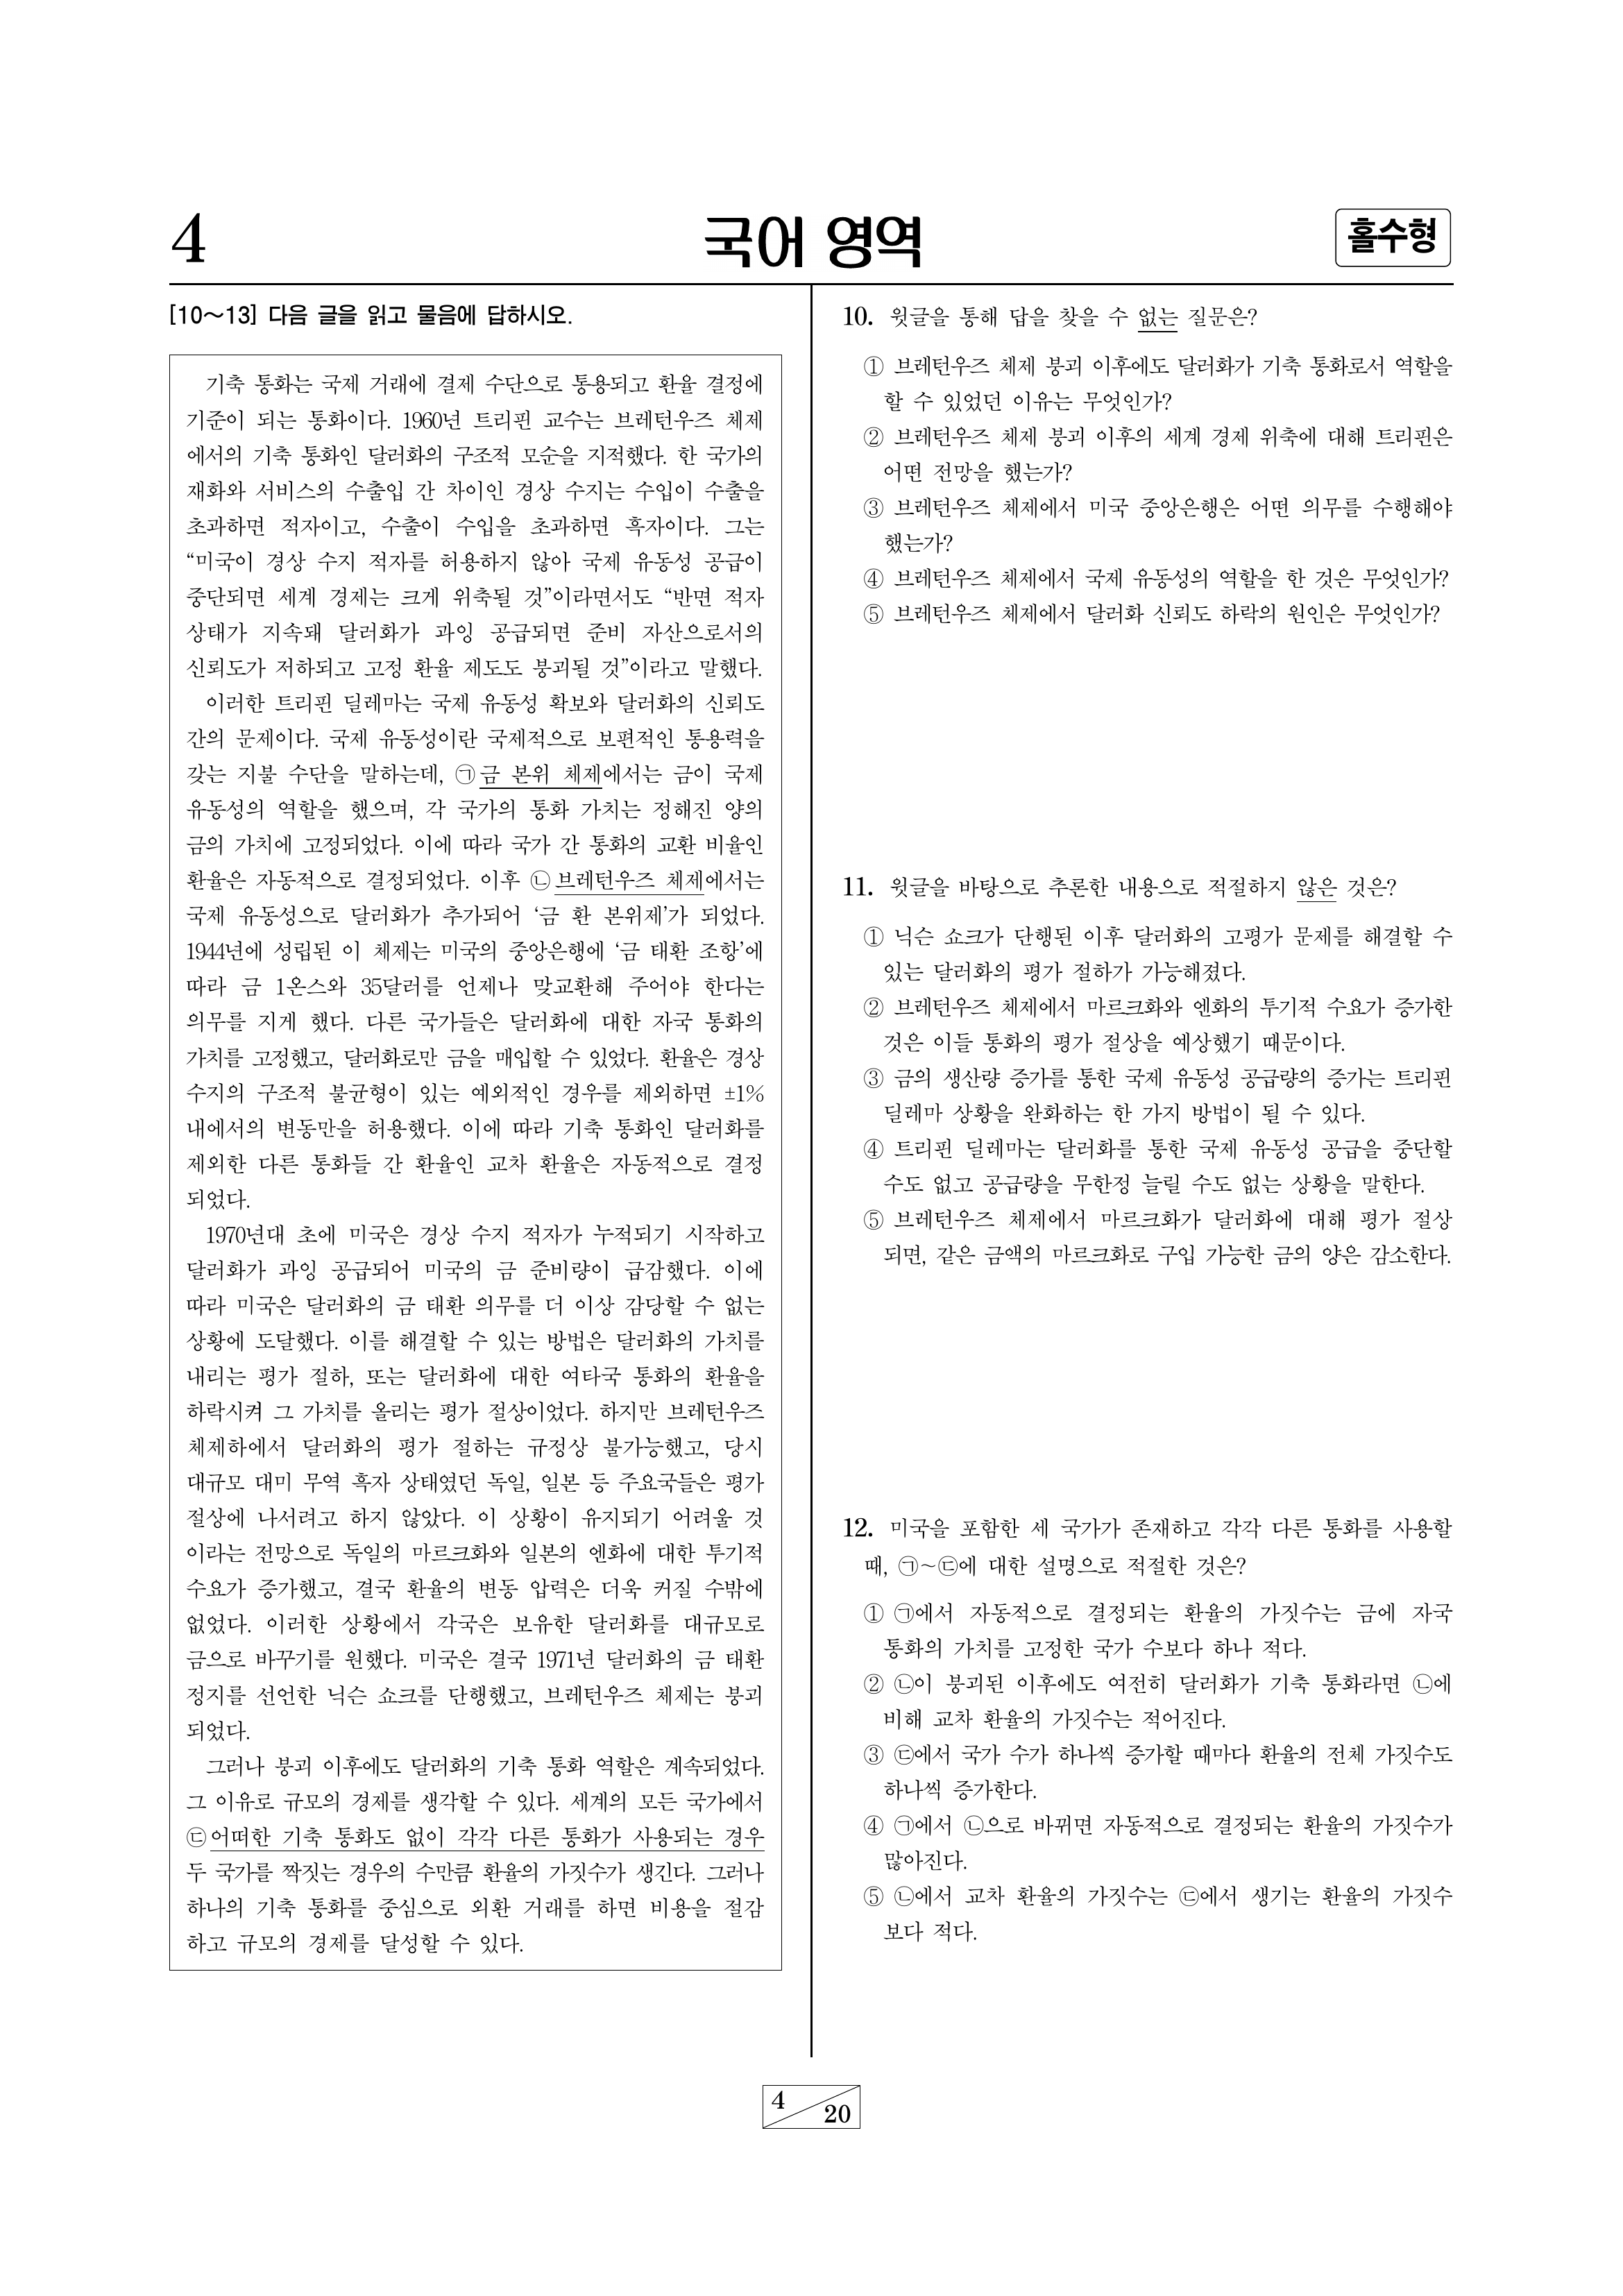 4
국어 영역
홀수형
[10~13] 다음 글을 읽고 물음에 답하시오.
기축 통화는 국제 거래에 결제 수단으로 통용되고 환율 결정에
기준이 되는 통화이다. 1960년 트리핀 교수는 브레턴우즈 체제
에서의 기축 통화인 달러화의 구조적 모순을 지적했다. 한 국가의
재화와 서비스의 수출입 간 차이인 경상 수지는 수입이 수출을
초과하면 적자이고, 수출이 수입을 초과하면 흑자이다. 그는
“미국이 경상 수지 적자를 허용하지 않아 국제 유동성 공급이
중단되면 세계 경제는 크게 위축될 것”이라면서도 “반면 적자
상태가 지속돼 달러화가 과잉 공급되면 준비 자산으로서의
신뢰도가 저하되고 고정 환율 제도도 붕괴될 것”이라고 말했다.
이러한 트리핀 딜레마는 국제 유동성 확보와 달러화의 신뢰도
간의 문제이다. 국제 유동성이란 국제적으로 보편적인 통용력을
갖는 지불 수단을 말하는데, ㉠금 본위 체제에서는 금이 국제
유동성의 역할을 했으며, 각 국가의 통화 가치는 정해진 양의
금의 가치에 고정되었다. 이에 따라 국가 간 통화의 교환 비율인
환율은 자동적으로 결정되었다. 이후 ㉡브레턴우즈 체제에서는
국제 유동성으로 달러화가 추가되어 ‘금 환 본위제’가 되었다.
1944년에 성립된 이 체제는 미국의 중앙은행에 ‘금 태환 조항’에
따라 금 1온스와 35달러를 언제나 맞교환해 주어야 한다는
의무를 지게 했다. 다른 국가들은 달러화에 대한 자국 통화의
가치를 고정했고, 달러화로만 금을 매입할 수 있었다. 환율은 경상
수지의 구조적 불균형이 있는 예외적인 경우를 제외하면 ±1%
내에서의 변동만을 허용했다. 이에 따라 기축 통화인 달러화를
제외한 다른 통화들 간 환율인 교차 환율은 자동적으로 결정
되었다.
1970년대 초에 미국은 경상 수지 적자가 누적되기 시작하고
달러화가 과잉 공급되어 미국의 금 준비량이 급감했다. 이에
따라 미국은 달러화의 금 태환 의무를 더 이상 감당할 수 없는
상황에 도달했다. 이를 해결할 수 있는 방법은 달러화의 가치를
내리는 평가 절하, 또는 달러화에 대한 여타국 통화의 환율을
하락시켜 그 가치를 올리는 평가 절상이었다. 하지만 브레턴우즈
체제하에서 달러화의 평가 절하는 규정상 불가능했고, 당시
대규모 대미 무역 흑자 상태였던 독일, 일본 등 주요국들은 평가
절상에 나서려고 하지 않았다. 이 상황이 유지되기 어려울 것
이라는 전망으로 독일의 마르크화와 일본의 엔화에 대한 투기적
수요가 증가했고, 결국 환율의 변동 압력은 더욱 커질 수밖에
없었다. 이러한 상황에서 각국은 보유한 달러화를 대규모로
금으로 바꾸기를 원했다. 미국은 결국 1971년 달러화의 금 태환
정지를 선언한 닉슨 쇼크를 단행했고, 브레턴우즈 체제는 붕괴
되었다.
그러나 붕괴 이후에도 달러화의 기축 통화 역할은 계속되었다.
그 이유로 규모의 경제를 생각할 수 있다. 세계의 모든 국가에서
㉢어떠한 기축 통화도 없이 각각 다른 통화가 사용되는 경우
두 국가를 짝짓는 경우의 수만큼 환율의 가짓수가 생긴다. 그러나
하나의 기축 통화를 중심으로 외환 거래를 하면 비용을 절감
하고 규모의 경제를 달성할 수 있다.
10. 윗글을 통해 답을 찾을 수 없는 질문은?
① 브레턴우즈 체제 붕괴 이후에도 달러화가 기축 통화로서 역할을
할 수 있었던 이유는 무엇인가?
② 브레턴우즈 체제 붕괴 이후의 세계 경제 위축에 대해 트리핀은
어떤 전망을 했는가?
③ 브레턴우즈 체제에서 미국 중앙은행은 어떤 의무를 수행해야
했는가?
④ 브레턴우즈 체제에서 국제 유동성의 역할을 한 것은 무엇인가?
⑤ 브레턴우즈 체제에서 달러화 신뢰도 하락의 원인은 무엇인가?
11. 윗글을 바탕으로 추론한 내용으로 적절하지 않은 것은?
① 닉슨 쇼크가 단행된 이후 달러화의 고평가 문제를 해결할 수
있는 달러화의 평가 절하가 가능해졌다.
② 브레턴우즈 체제에서 마르크화와 엔화의 투기적 수요가 증가한
것은 이들 통화의 평가 절상을 예상했기 때문이다.
③ 금의 생산량 증가를 통한 국제 유동성 공급량의 증가는 트리핀
딜레마 상황을 완화하는 한 가지 방법이 될 수 있다.
④ 트리핀 딜레마는 달러화를 통한 국제 유동성 공급을 중단할
수도 없고 공급량을 무한정 늘릴 수도 없는 상황을 말한다.
⑤ 브레턴우즈 체제에서 마르크화가 달러화에 대해 평가 절상
되면, 같은 금액의 마르크화로 구입 가능한 금의 양은 감소한다.
12. 미국을 포함한 세 국가가 존재하고 각각 다른 통화를 사용할
때, ㉠~㉢에 대한 설명으로 적절한 것은?
① ㉠에서 자동적으로 결정되는 환율의 가짓수는 금에 자국
통화의 가치를 고정한 국가 수보다 하나 적다.
② ㉡이 붕괴된 이후에도 여전히 달러화가 기축 통화라면 ㉡에
비해 교차 환율의 가짓수는 적어진다.
③ ㉢에서 국가 수가 하나씩 증가할 때마다 환율의 전체 가짓수도
하나씩 증가한다.
④ ㉠에서 ㉡으로 바뀌면 자동적으로 결정되는 환율의 가짓수가
많아진다.
⑤ ㉡에서 교차 환율의 가짓수는 ㉢에서 생기는 환율의 가짓수
보다 적다.
4
20